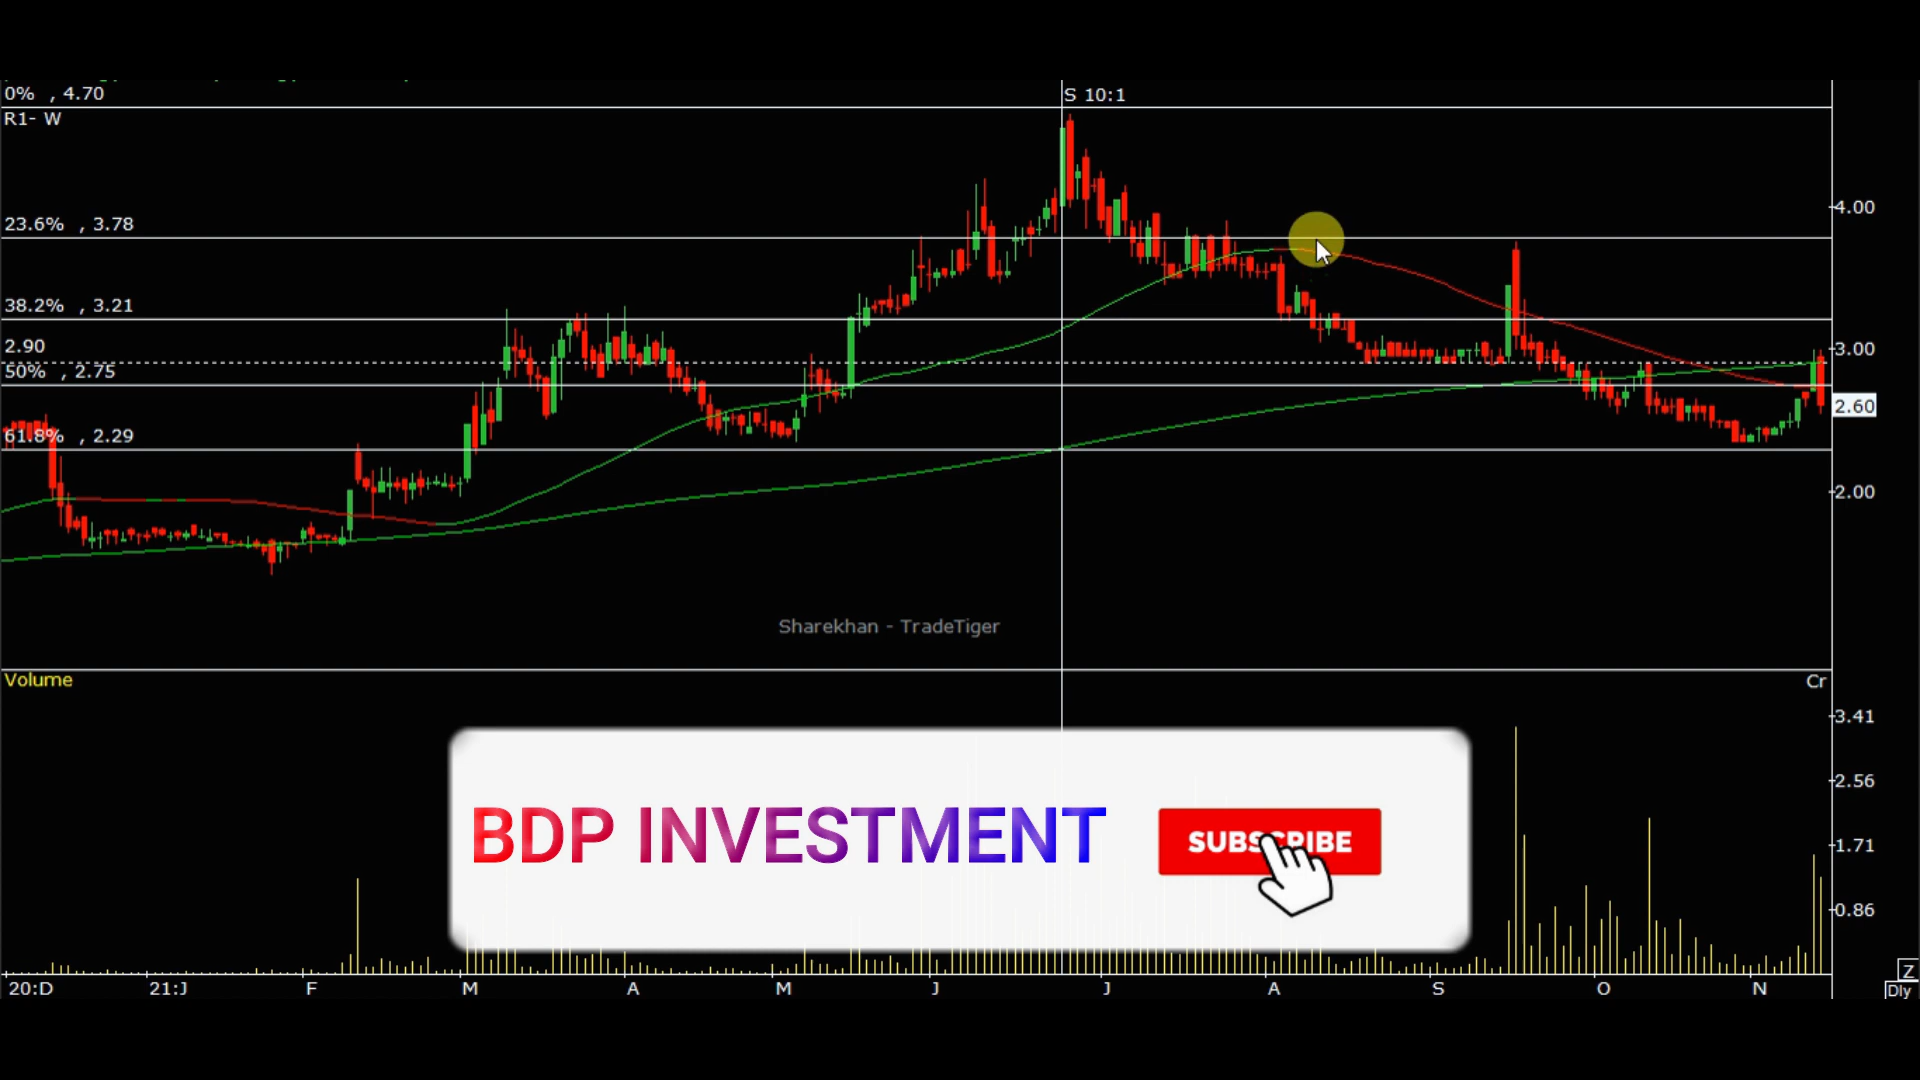 0% , 4.70
S 10:1
R1- W
4.00
23.6% , 3.78
38.2% , 3.21
3.00
2.90
50% , 2.75
2.60
61.8% , 2.29
2.00
Sharekhan - TradeTiger
Volume
Cr
3.41
2.56
BDP INVESTMENT
SUBSCRIBE
1.71
0.86
Z
20:D 21:J F M A M J J A S O N
Dly